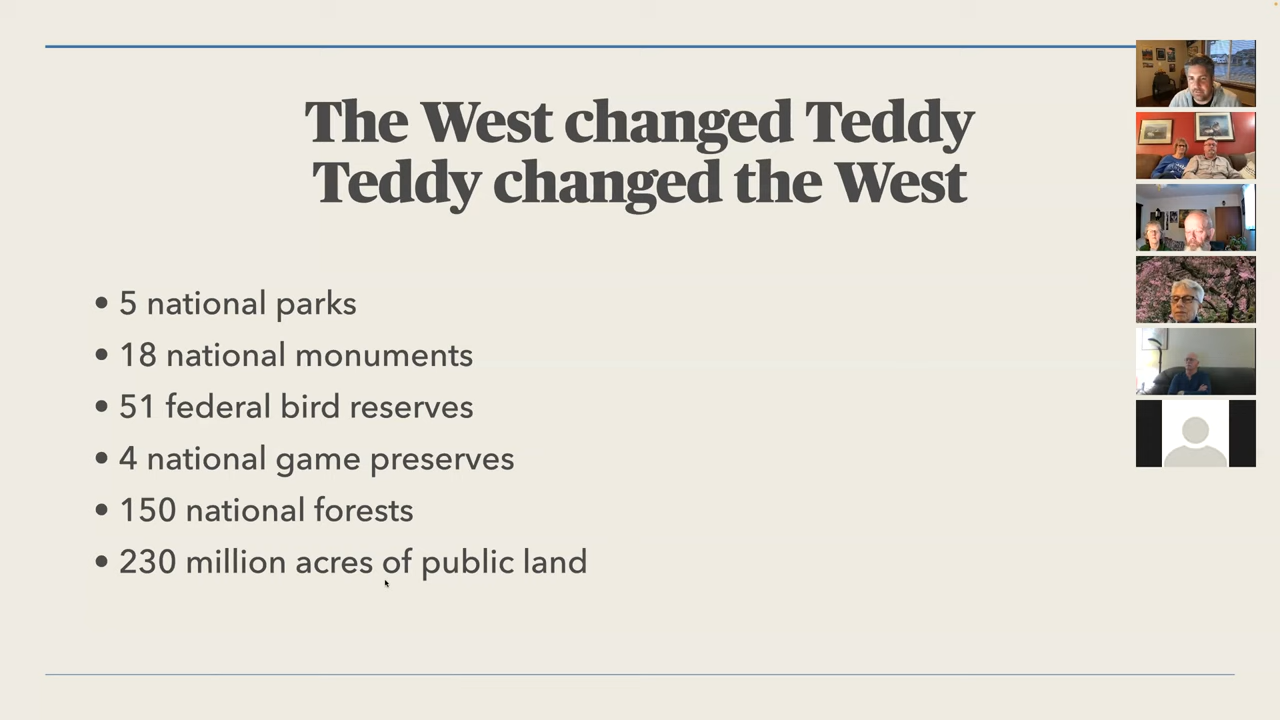 The West changed Teddy
Teddy changed the West
• 5 national parks
• 18 national monuments
• 51 federal bird reserves
• 4 national game preserves
• 150 national forests
• 230 million acres of public land